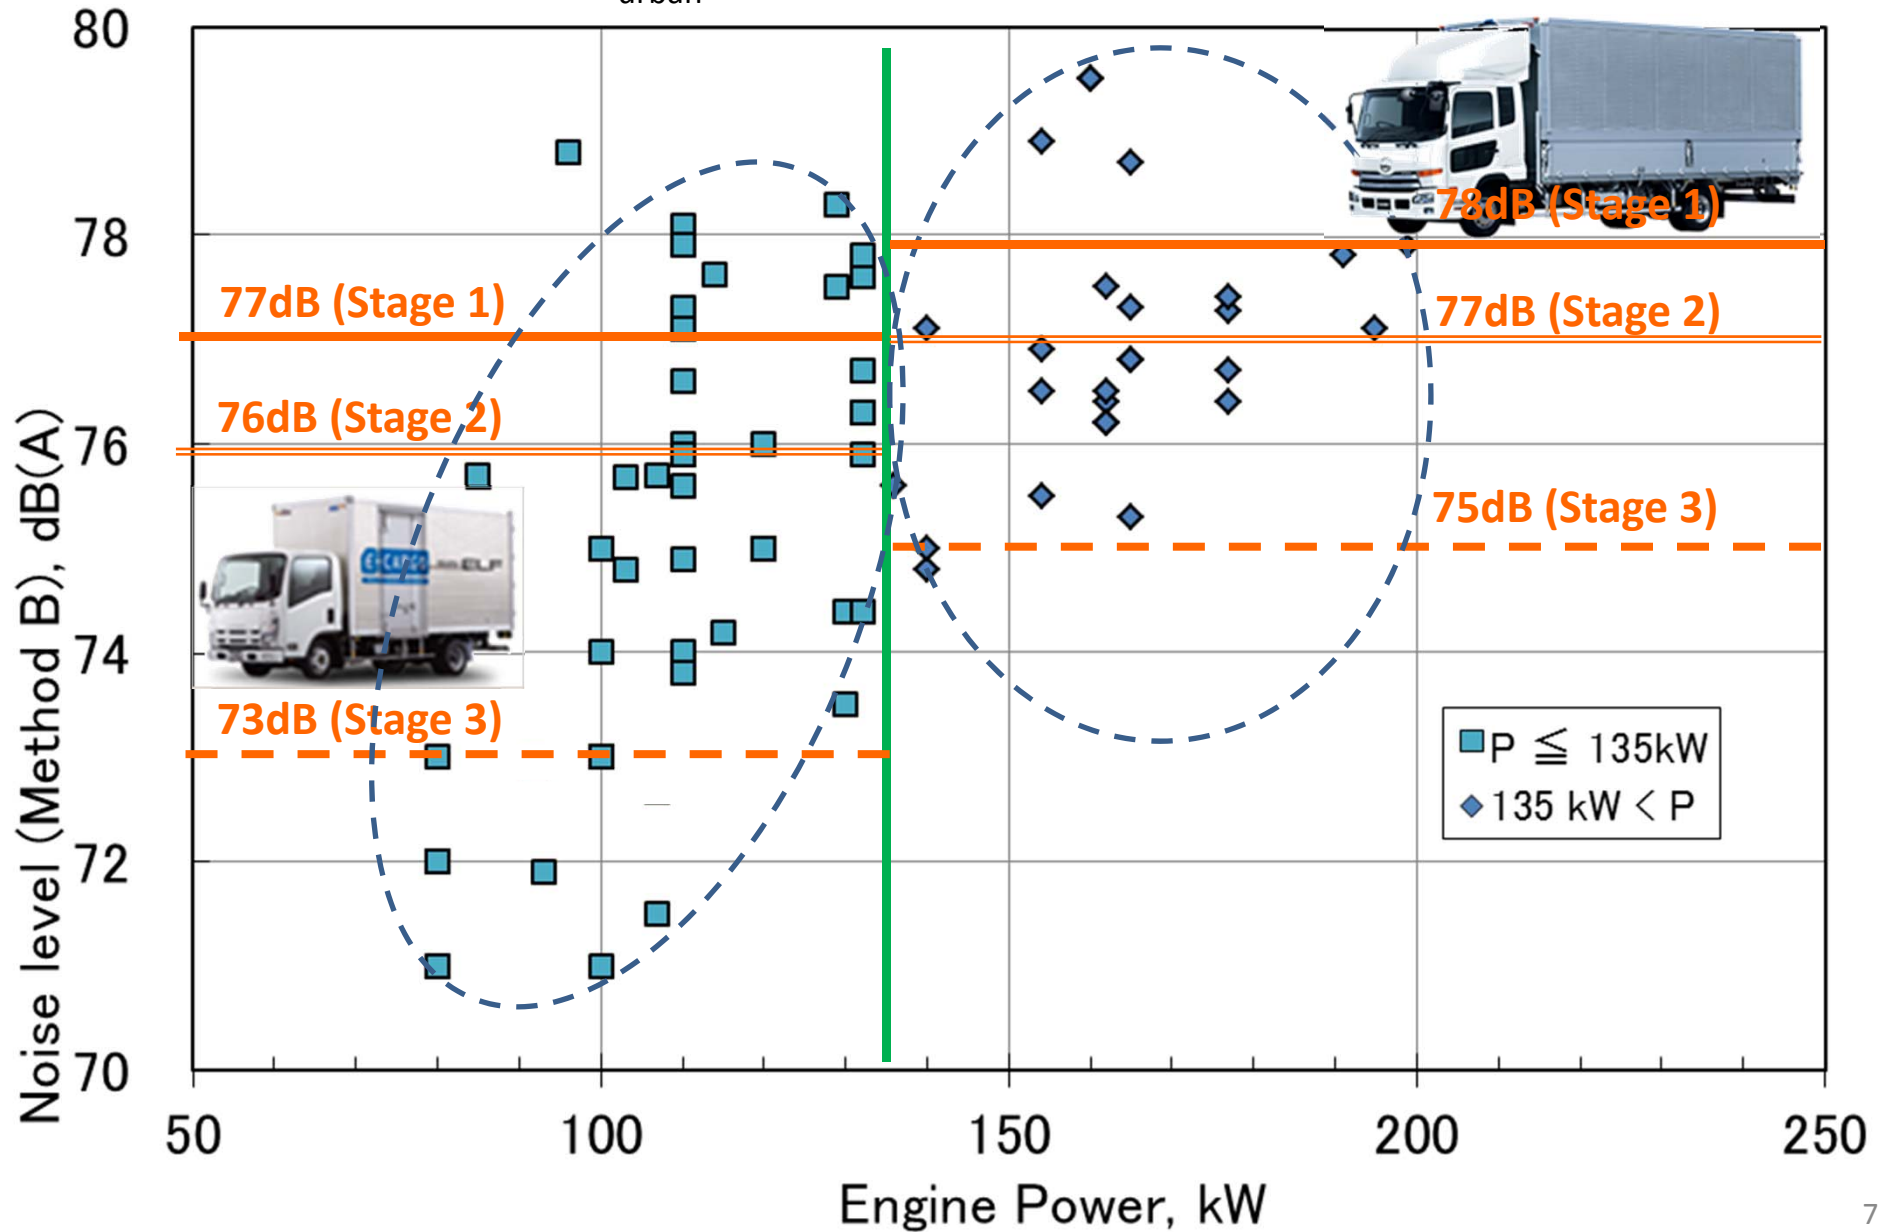 80
78
76
74
72
70
Noise level (Method B), dB(A)
78dB (Stage 1)
77dB (Stage 1)
77dB (Stage 2)
76dB (Stage 2)
75dB (Stage 3)
73dB (Stage 3)
P ≦ 135kW
135 kW < P
50 100 150 200 250
Engine Power, kW
7